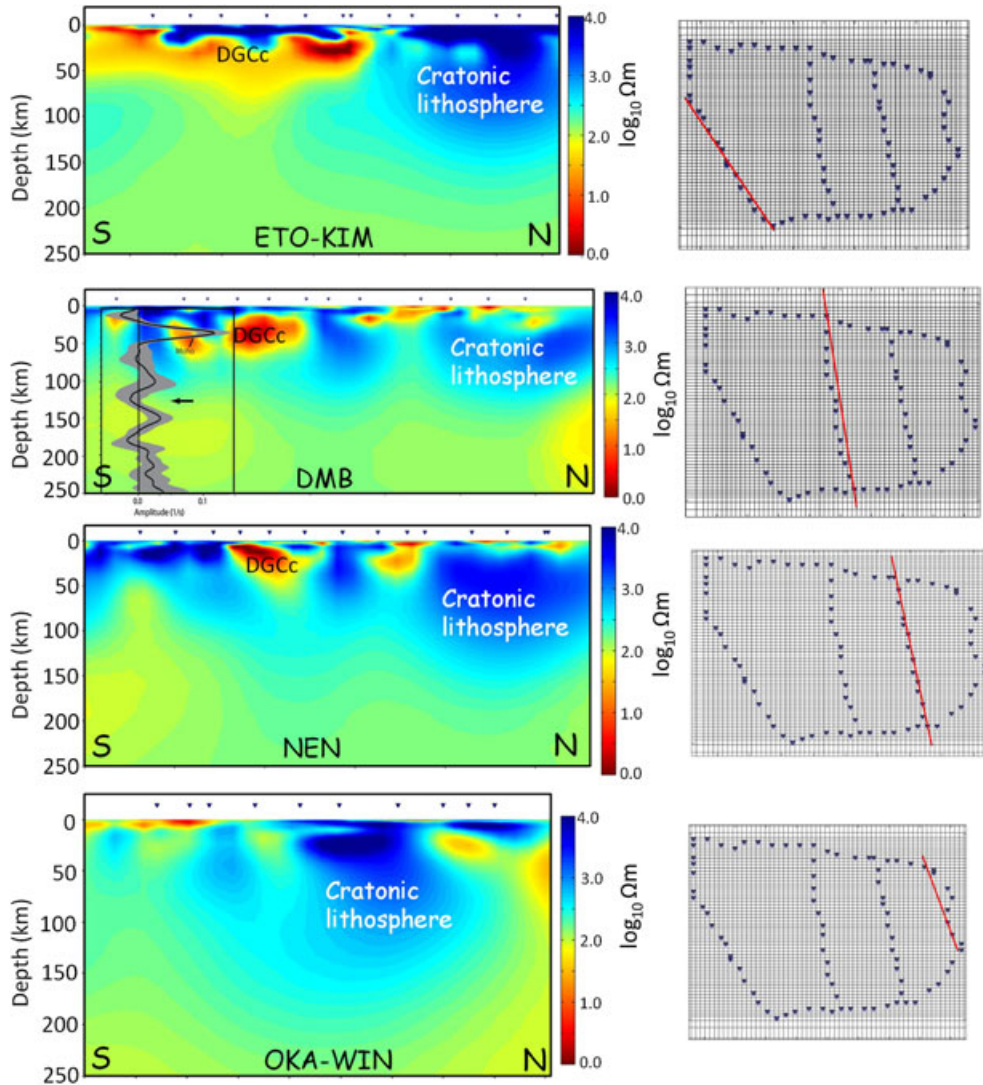 0
50
100
150
200
250
Depth (km)
DGCc
Cratonic
lithosphere
S
ETO-KIM
N
4.0
3.0
2.0
1.0
0.0
log10 Ωm
0
50
100
150
200
250
Depth (km)
DGCc
Cratonic
lithosphere
S
DMB
N
0.0
0.1
Amplitude (1/s)
4.0
3.0
2.0
1.0
0.0
log10 Ωm
0
50
100
150
200
250
Depth (km)
DGCc
Cratonic
lithosphere
S
NEN
N
4.0
3.0
2.0
1.0
0.0
log10 Ωm
0
50
100
150
200
250
Depth (km)
Cratonic
lithosphere
S
OKA-WIN
N
4.0
3.0
2.0
1.0
0.0
log10 Ωm